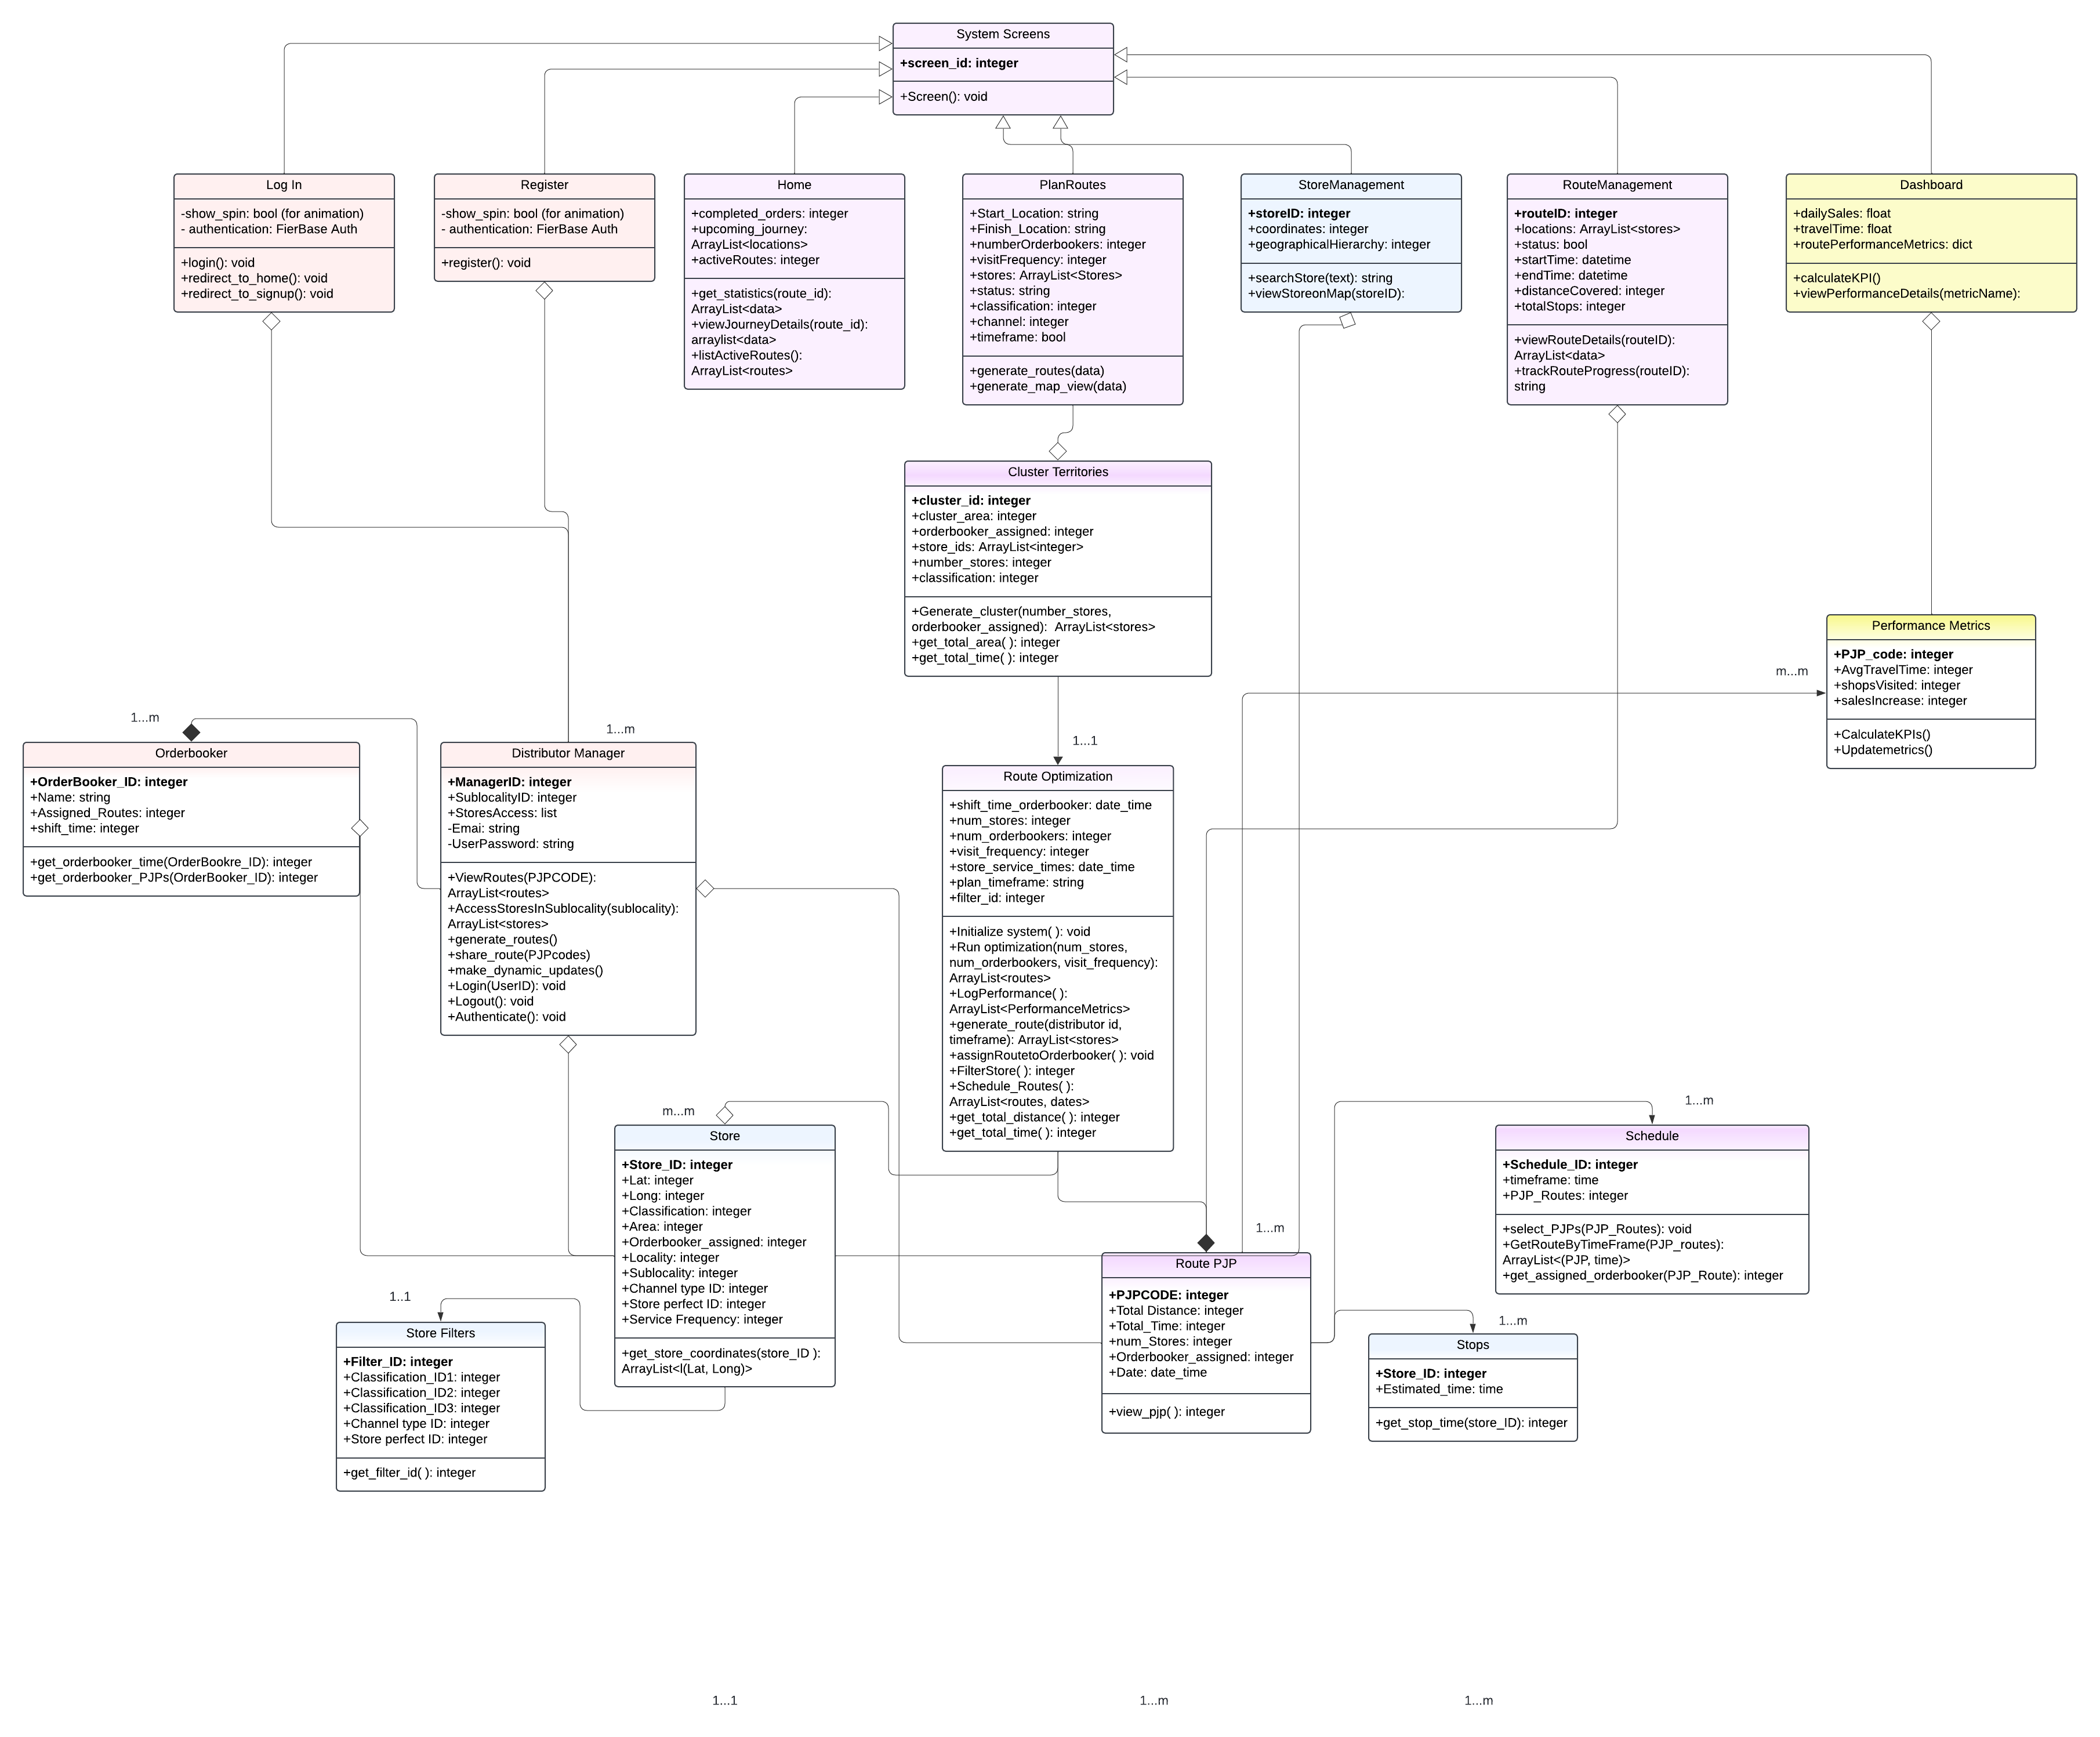 System Screens
+screen_id: integer
+Screen(): void
Log In
-show_spin: bool (for animation)
- authentication: FierBase Auth
+login(): void
+redirect_to_home(): void
+redirect_to_signup(): void
Register
-show_spin: bool (for animation)
- authentication: FierBase Auth
+register(): void
Home
+completed_orders: integer
+upcoming_journey:
ArrayList<locations>
+activeRoutes: integer
+get_statistics(route_id):
ArrayList<data>
+viewJourneyDetails(route_id):
arraylist<data>
+listActiveRoutes():
ArrayList<routes>
PlanRoutes
+Start_Location: string
+Finish_Location: string
+numberOrderbookers: integer
+visitFrequency: integer
+stores: ArrayList<Stores>
+status: string
+classification: integer
+channel: integer
+timeframe: bool
+generate_routes(data)
+generate_map_view(data)
StoreManagement
+storeID: integer
+coordinates: integer
+geographicalHierarchy: integer
+searchStore(text): string
+viewStoreonMap(storeID):
RouteManagement
+routeID: integer
+locations: ArrayList<stores>
+status: bool
+startTime: datetime
+endTime: datetime
+distanceCovered: integer
+totalStops: integer
+viewRouteDetails(routeID):
ArrayList<data>
+trackRouteProgress(routeID):
string
Dashboard
+dailySales: float
+travelTime: float
+routePerformanceMetrics: dict
+calculateKPI()
+viewPerformanceDetails(metricName):
Cluster Territories
+cluster_id: integer
+cluster_area: integer
+orderbooker_assigned: integer
+store_ids: ArrayList<integer>
+number_stores: integer
+classification: integer
+Generate_cluster(number_stores,
orderbooker_assigned):  ArrayList<stores>
+get_total_area( ): integer
+get_total_time( ): integer
m...m
Performance Metrics
+PJP_code: integer
+AvgTravelTime: integer
+shopsVisited: integer
+salesIncrease: integer
+CalculateKPIs()
+Updatemetrics()
1...m
Orderbooker
+OrderBooker_ID: integer
+Name: string
+Assigned_Routes: integer
+shift_time: integer
+get_orderbooker_time(OrderBookre_ID): integer
+get_orderbooker_PJPs(OrderBooker_ID): integer
1...m
Distributor Manager
+ManagerID: integer
+SublocalityID: integer
+StoresAccess: list
-Emai: string
-UserPassword: string
+ViewRoutes(PJPCODE):
ArrayList<routes>
+AccessStoresInSublocality(sublocality):
ArrayList<stores>
+generate_routes()
+share_route(PJPcodes)
+make_dynamic_updates()
+Login(UserID): void
+Logout(): void
+Authenticate(): void
1...1
Route Optimization
+shift_time_orderbooker: date_time
+num_stores: integer
+num_orderbookers: integer
+visit_frequency: integer
+store_service_times: date_time
+plan_timeframe: string
+filter_id: integer
+Initialize system( ): void
+Run optimization(num_stores,
num_orderbookers, visit_frequency):
ArrayList<routes>
+LogPerformance( ):
ArrayList<PerformanceMetrics>
+generate_route(distributor id,
timeframe): ArrayList<stores>
+assignRoutetoOrderbooker( ): void
+FilterStore( ): integer
+Schedule_Routes( ):
ArrayList<routes, dates>
+get_total_distance( ): integer
+get_total_time( ): integer
m...m
Store
+Store_ID: integer
+Lat: integer
+Long: integer
+Classification: integer
+Area: integer
+Orderbooker_assigned: integer
+Locality: integer
+Sublocality: integer
+Channel type ID: integer
+Store perfect ID: integer
+Service Frequency: integer
+get_store_coordinates(store_ID ):
ArrayList<l(Lat, Long)>
1...m
Schedule
+Schedule_ID: integer
+timeframe: time
+PJP_Routes: integer
+select_PJPs(PJP_Routes): void
+GetRouteByTimeFrame(PJP_routes):
ArrayList<(PJP, time)>
+get_assigned_orderbooker(PJP_Route): integer
1...m
Route PJP
+PJPCODE: integer
+Total Distance: integer
+Total_Time: integer
+num_Stores: integer
+Orderbooker_assigned: integer
+Date: date_time
+view_pjp( ): integer
1..1
Store Filters
+Filter_ID: integer
+Classification_ID1: integer
+Classification_ID2: integer
+Classification_ID3: integer
+Channel type ID: integer
+Store perfect ID: integer
+get_filter_id( ): integer
1...m
Stops
+Store_ID: integer
+Estimated_time: time
+get_stop_time(store_ID): integer
1...1
1...m
1...m